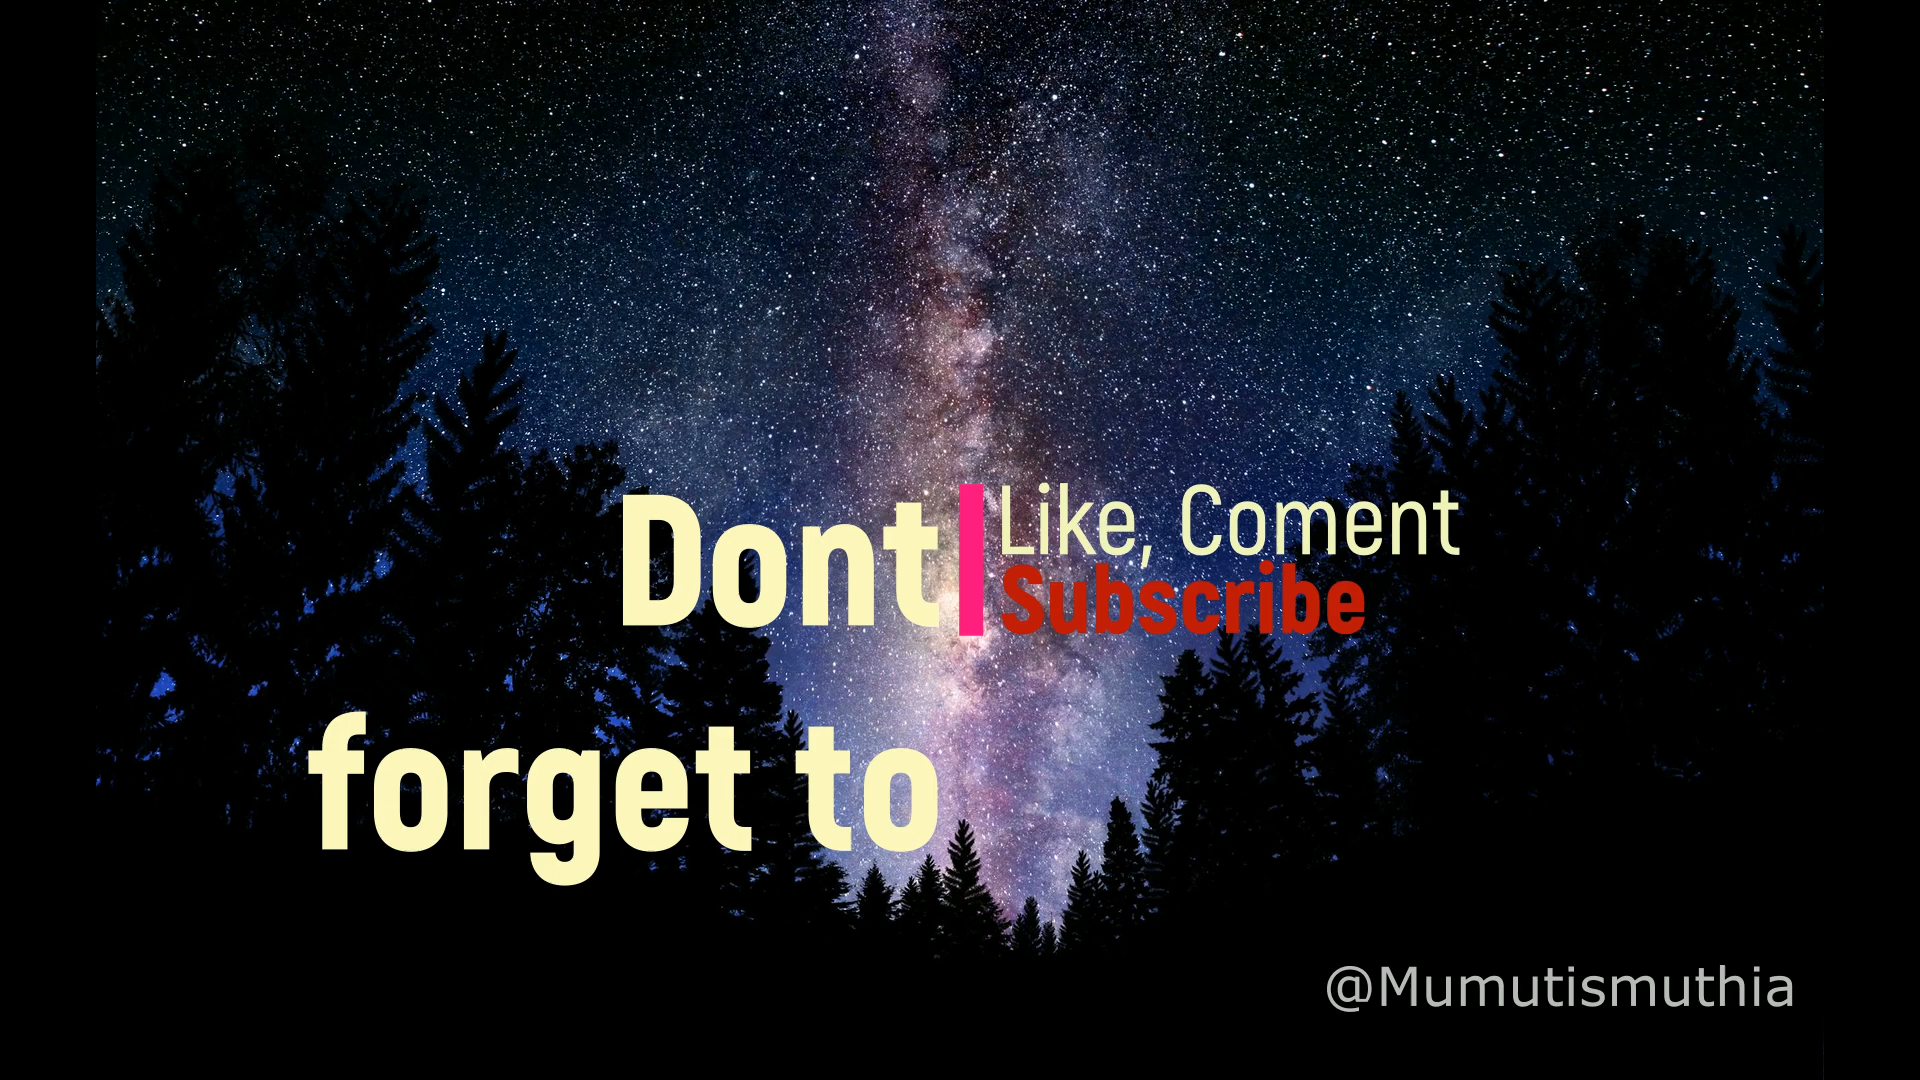 Dont
forget to
Like, Coment
Subscribe
@Mumutismuthia